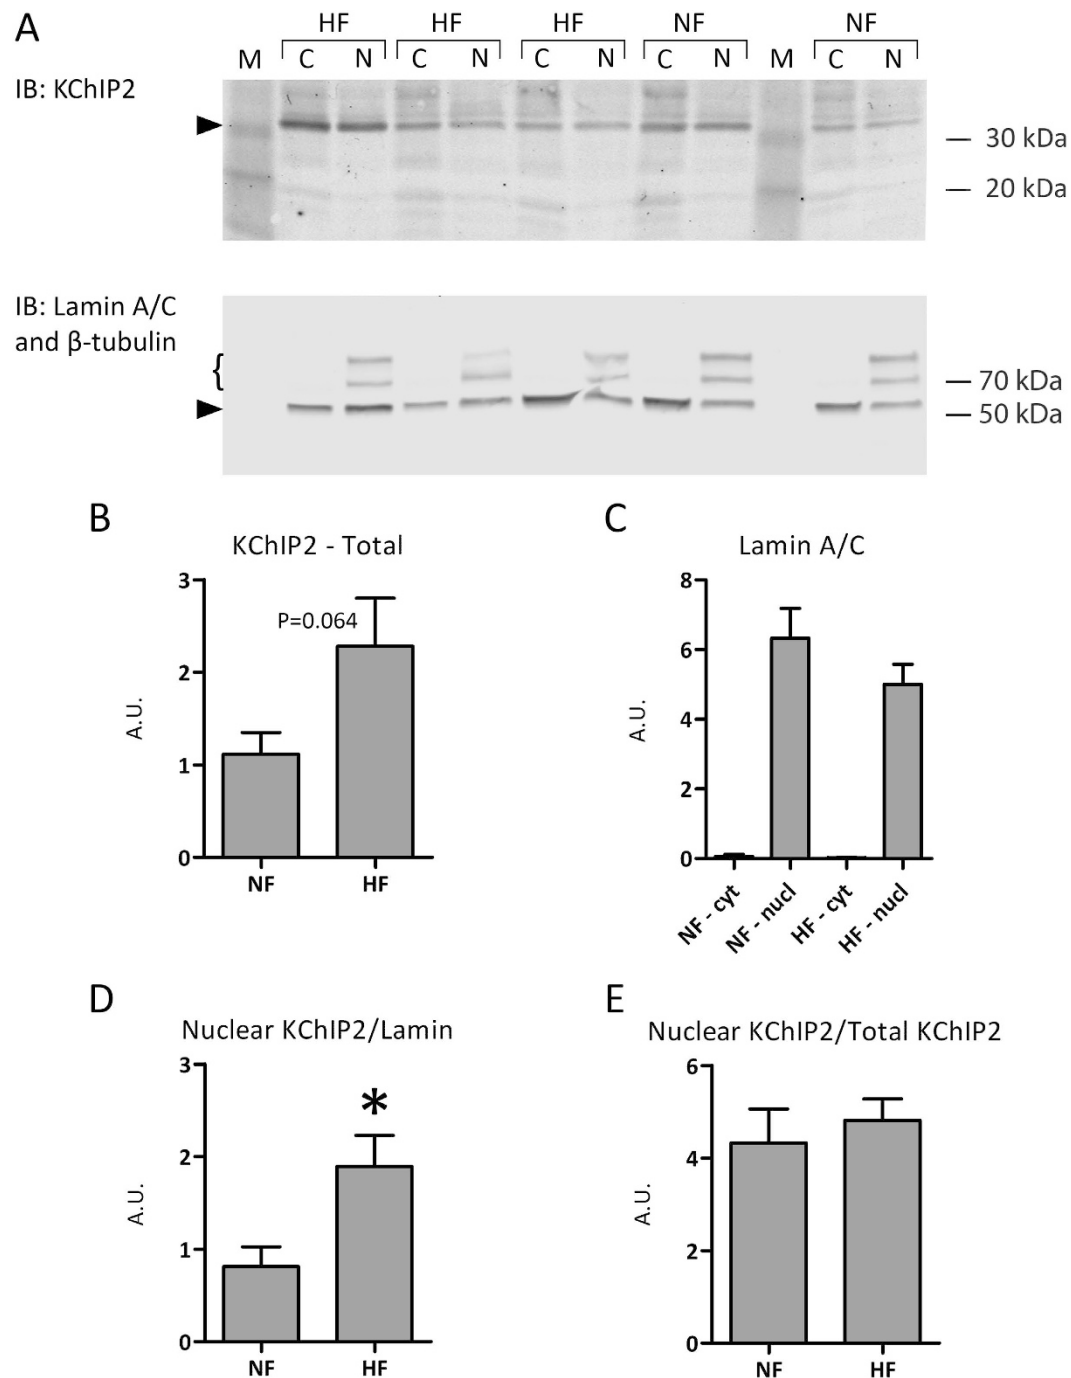 A
HF HF HF NF NF
M C N C N C N C N M C N
IB: KChIP2
30 kDa
20 kDa
IB: Lamin A/C
and β-tubulin
{
70 kDa
50 kDa
B
KChIP2 - Total
3
P=0.064
2
A.U.
1
0
NF HF
C
Lamin A/C
8
6
A.U.
4
2
0
NF - cyt
NF - nucl
HF - cyt
HF - nucl
D
Nuclear KChIP2/Lamin
3
*
2
A.U.
1
0
NF HF
E
Nuclear KChIP2/Total KChIP2
6
4
A.U.
2
0
NF HF